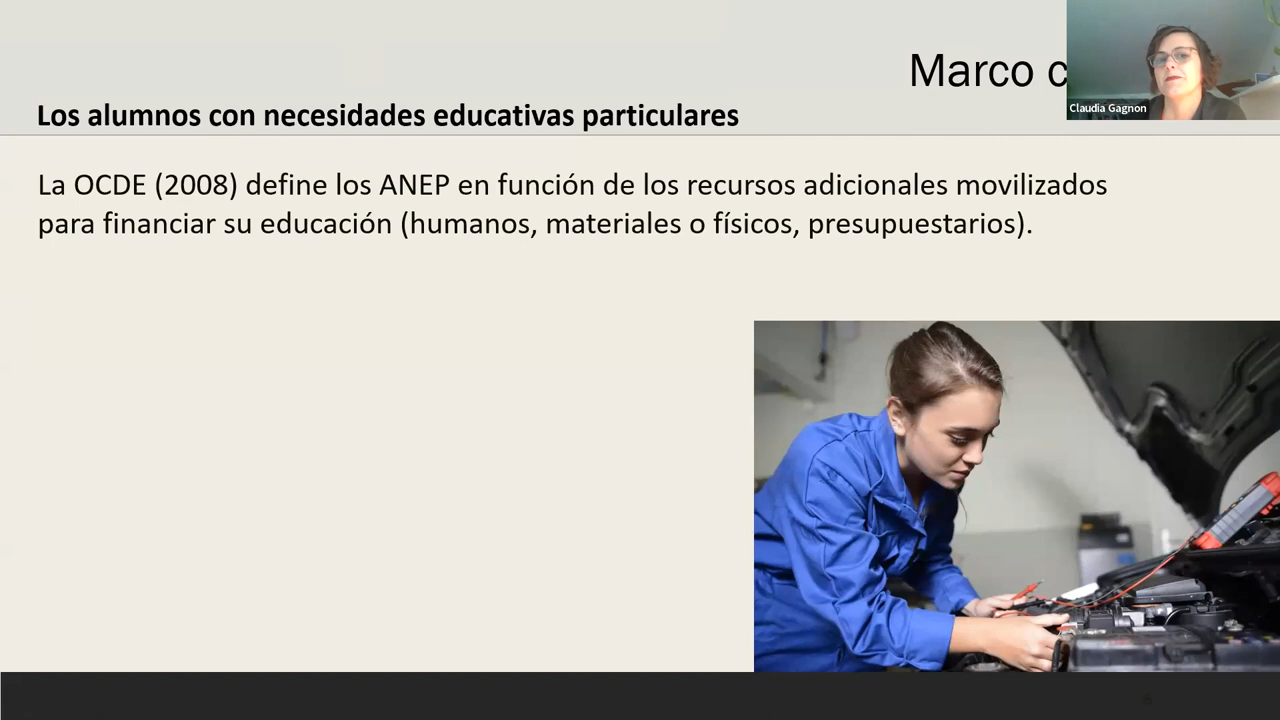 Marco c
Claudia Gagnon
Los alumnos con necesidades educativas particulares
La OCDE (2008) define los ANEP en función de los recursos adicionales movilizados
para financiar su educación (humanos, materiales o físicos, presupuestarios).